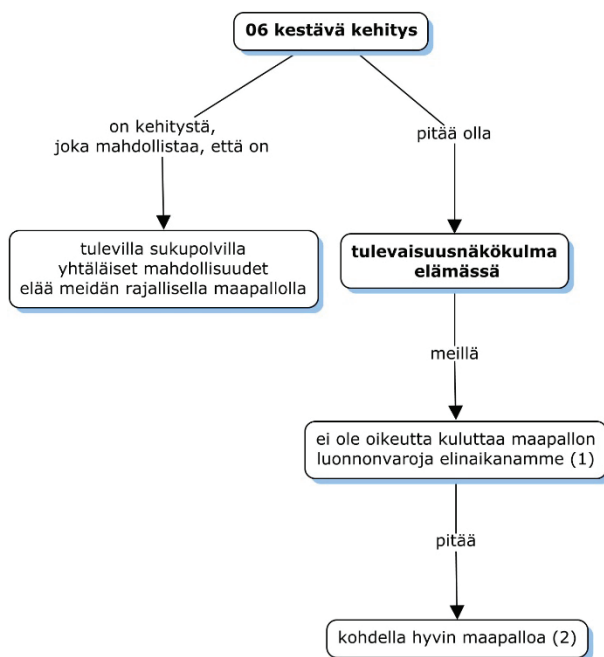 06 kestävä kehitys
on kehitystä,
joka mahdollistaa, että on
pitää olla
tulevilla sukupolvilla
yhtäläiset mahdollisuudet
elää meidän rajallisella maapallolla
tulevaisuusnäkökulma
elämässä
meillä
ei ole oikeutta kuluttaa maapallon
luonnonvaroja elinaikanamme (1)
pitää
kohdella hyvin maapalloa (2)